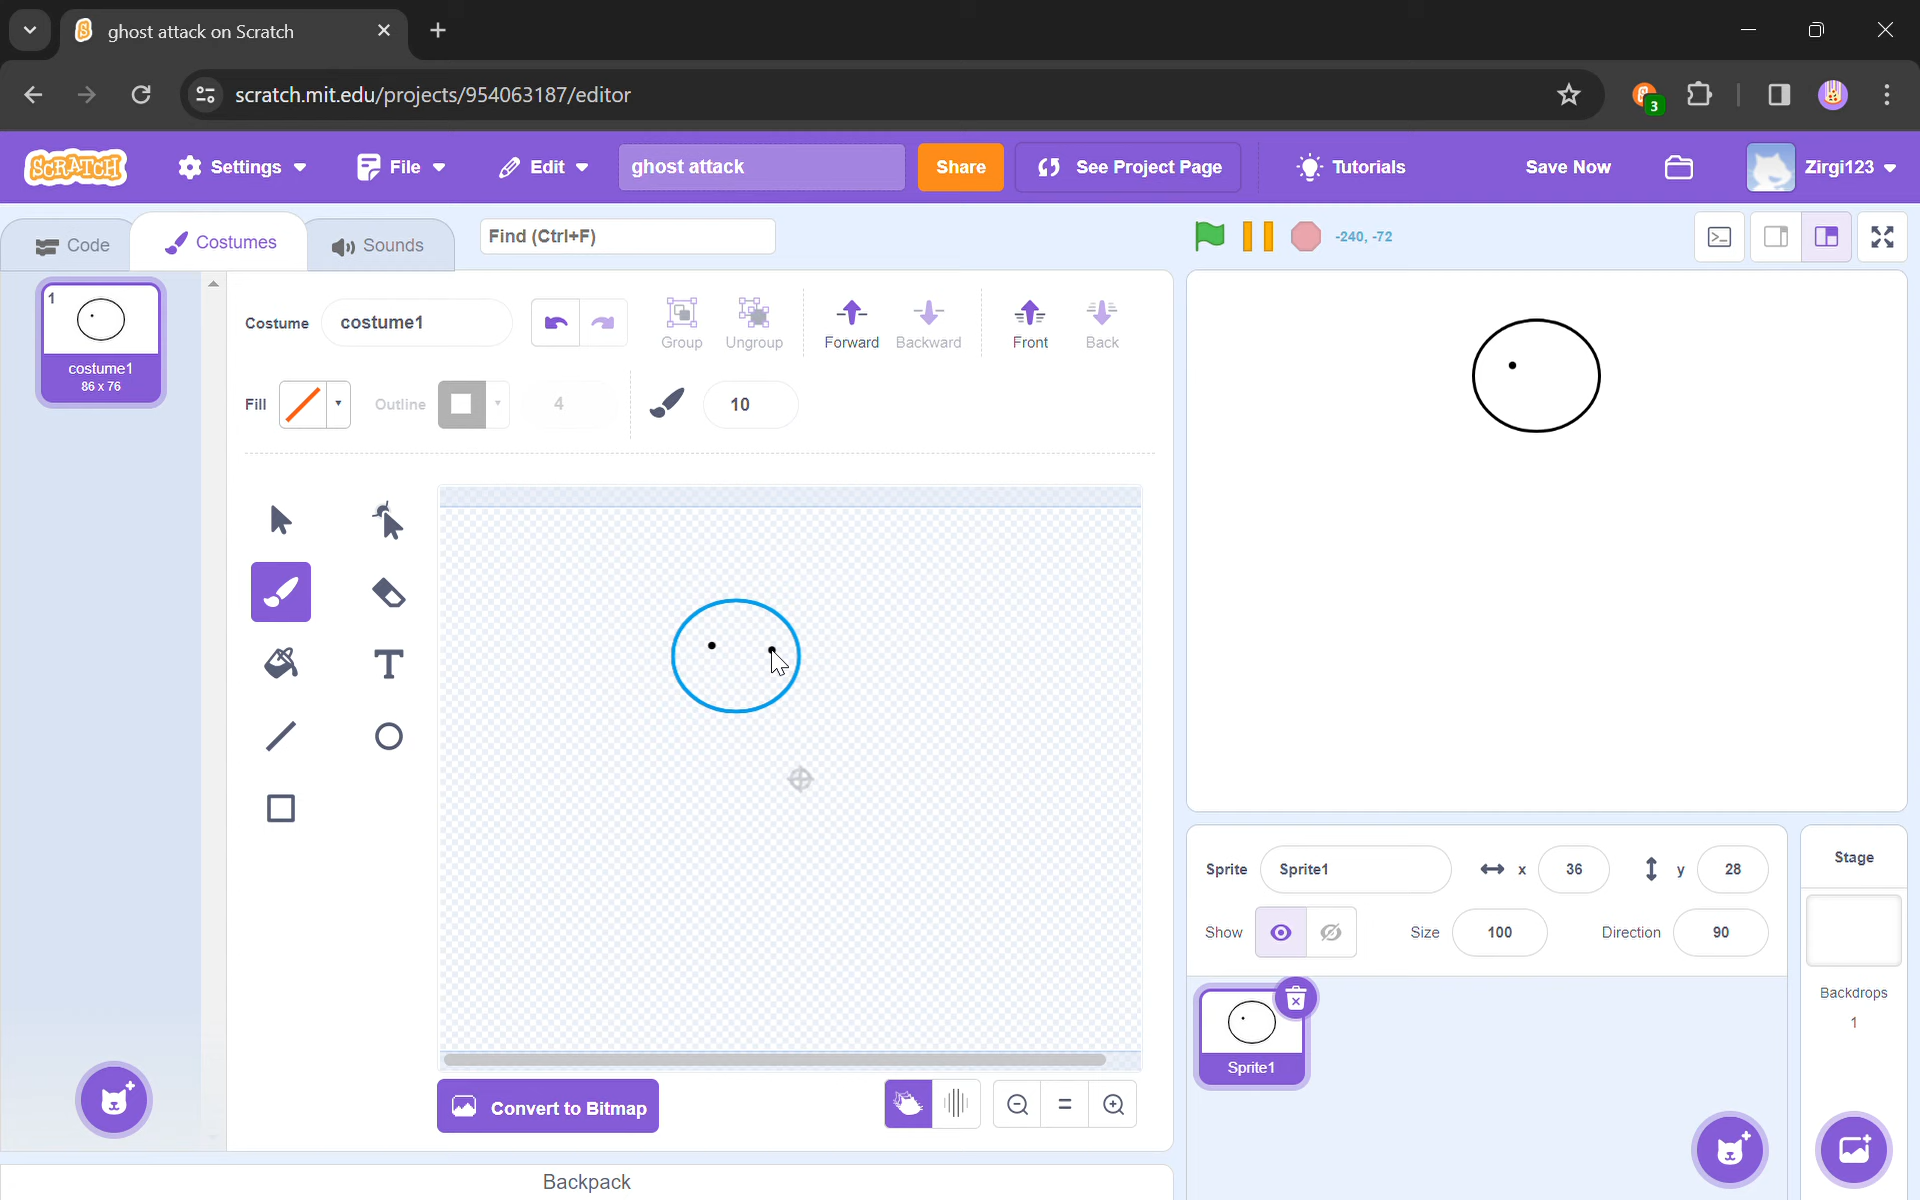 ghost attack on Scratch
scratch.mit.edu/projects/954063187/editor
3
SCRATCH
Settings
File
Edit
ghost attack
Share
See Project Page
Tutorials
Save Now
Zirgi123
Code
Costumes
Sounds
Find (Ctrl+F)
-240, -72
1
costume1
86 x 76
Costume
costume1
Group
Ungroup
Forward
Backward
Front
Back
Fill
Outline
4
10
T
Convert to Bitmap
Backpack
Sprite
Sprite1
x
36
y
28
Show
Size
100
Direction
90
Sprite1
Stage
Backdrops
1